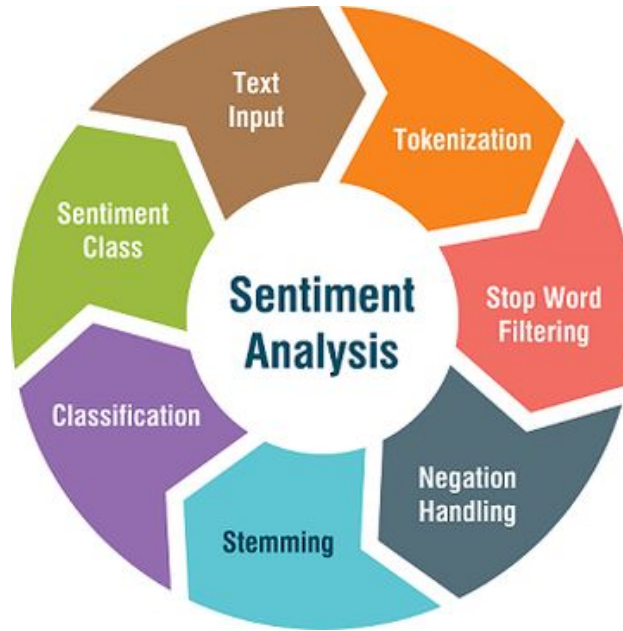 Text
Input
Tokenization
Stop Word
Filtering
Negation
Handling
Stemming
Classification
Sentiment
Class
Sentiment
Analysis